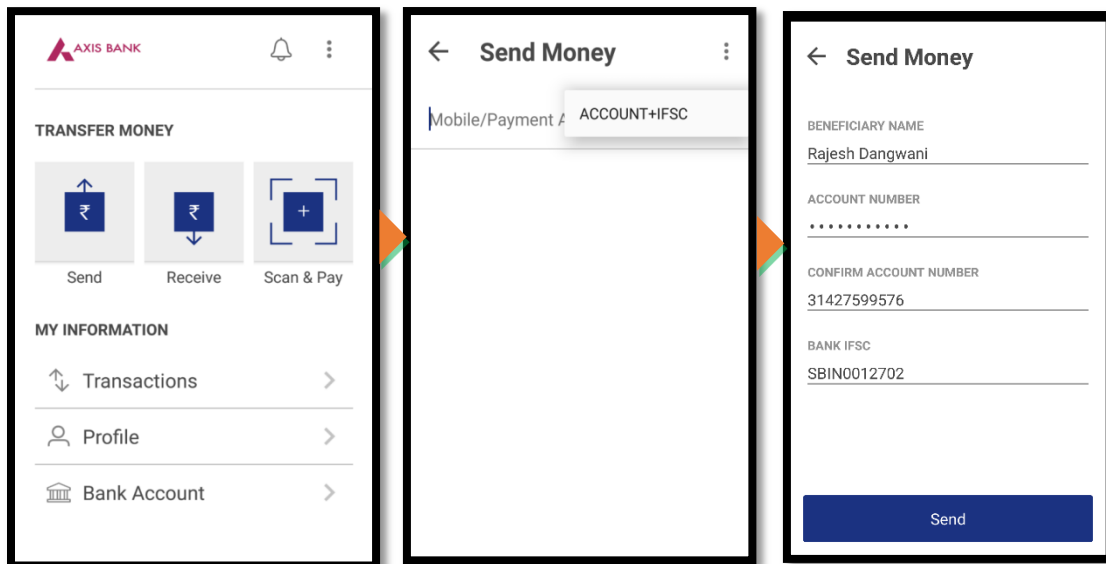 AXIS BANK
TRANSFER MONEY
₹
₹
+
Send
Receive
Scan & Pay
MY INFORMATION
Transactions
Profile
Bank Account
Send Money
Mobile/Payment
ACCOUNT+IFSC
Send Money
BENEFICIARY NAME
Rajesh Dangwani
ACCOUNT NUMBER
•••••••••••
CONFIRM ACCOUNT NUMBER
31427599576
BANK IFSC
SBIN0012702
Send